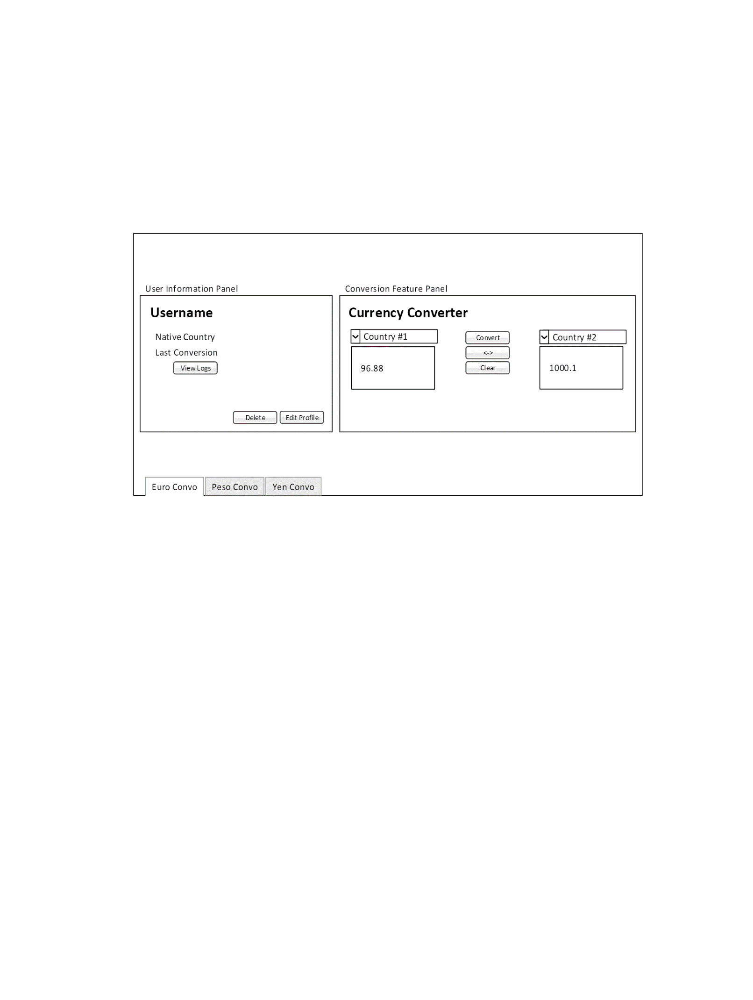 User Information Panel
Username
Native Country
Last Conversion
View Logs
Delete
Edit Profile
Conversion Feature Panel
Currency Converter
Country #1
Convert
Country #2
<->
96.88
Clear
1000.1
Euro Convo
Peso Convo
Yen Convo